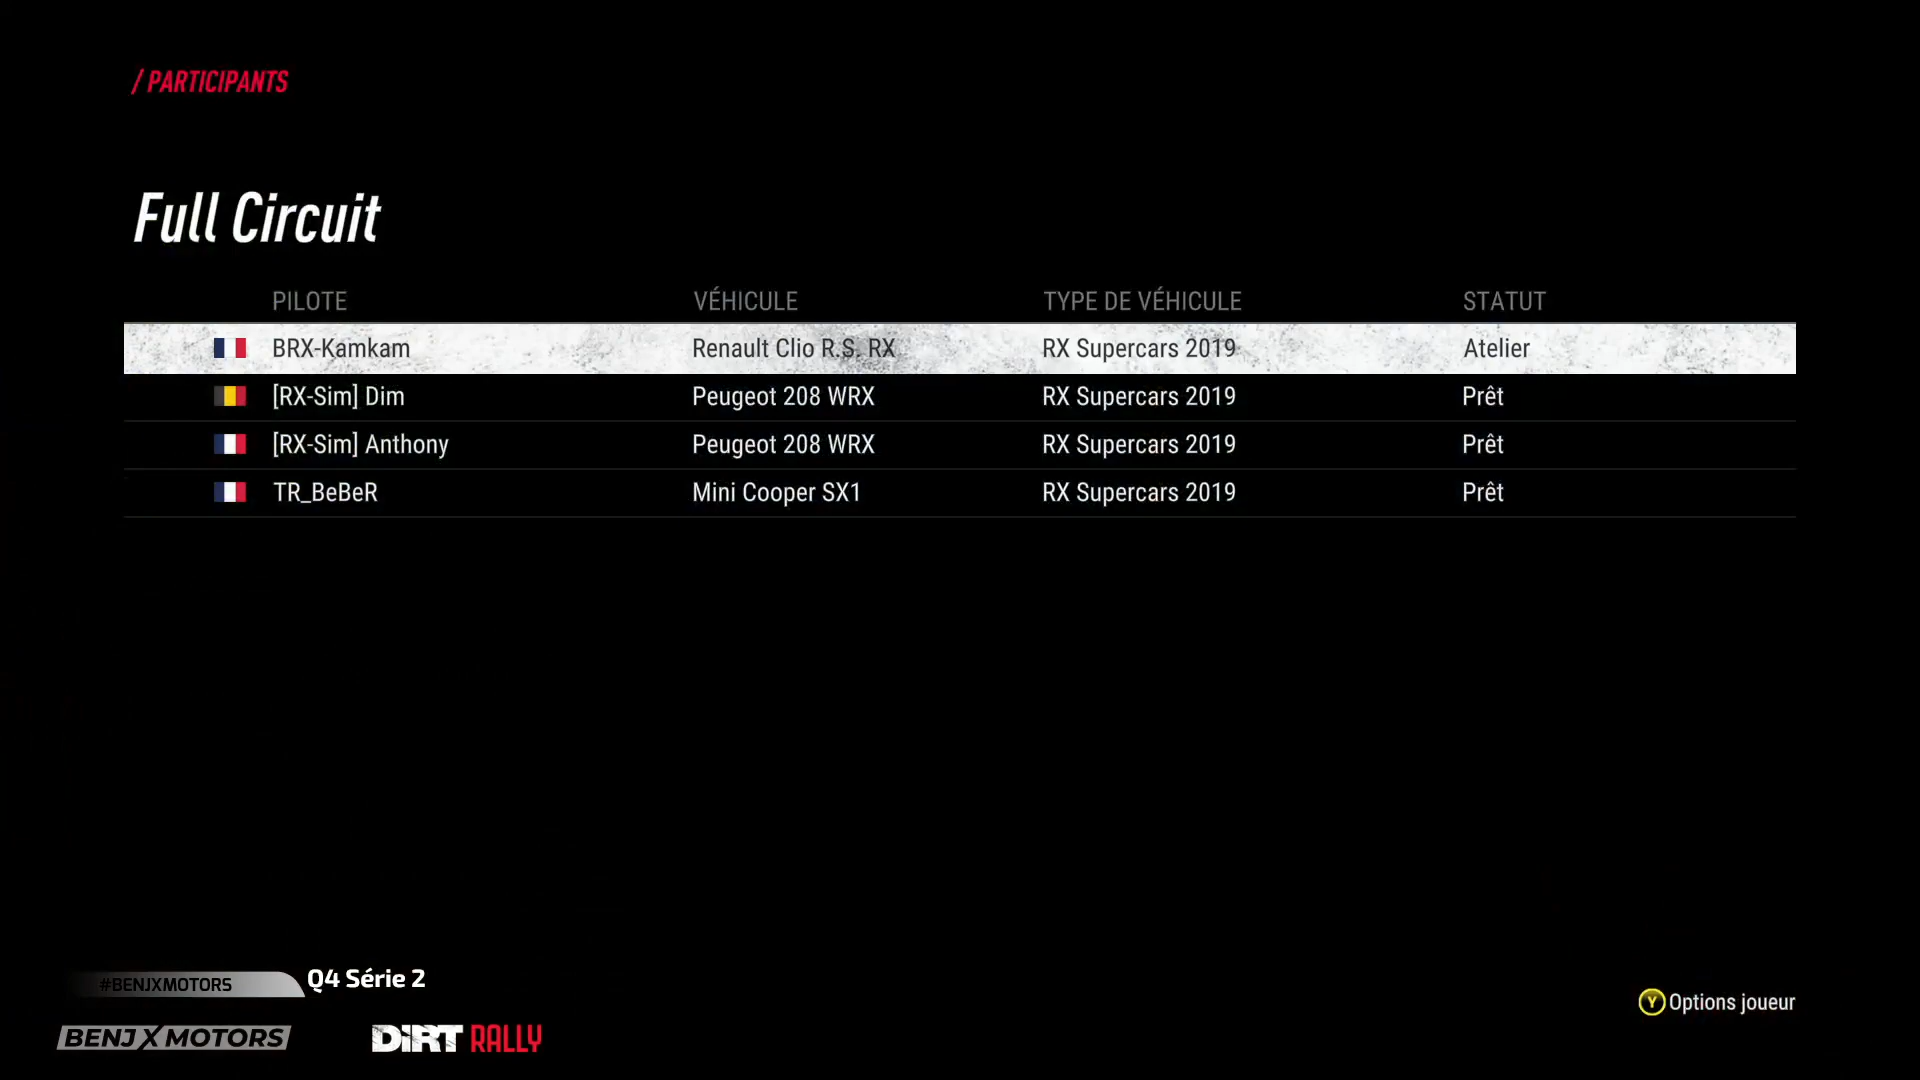 / PARTICIPANTS
Full Circuit
PILOTE VÉHICULE TYPE DE VÉHICULE STATUT
BRX-Kamkam Renault Clio R.S. RX RX Supercars 2019 Atelier
[RX-Sim] Dim Peugeot 208 WRX RX Supercars 2019 Prêt
[RX-Sim] Anthony Peugeot 208 WRX RX Supercars 2019 Prêt
TR_BeBeR Mini Cooper SX1 RX Supercars 2019 Prêt
#BENJXMOTORS Q4 Série 2
Y Options joueur
BENJ X MOTORS DiRT RALLY